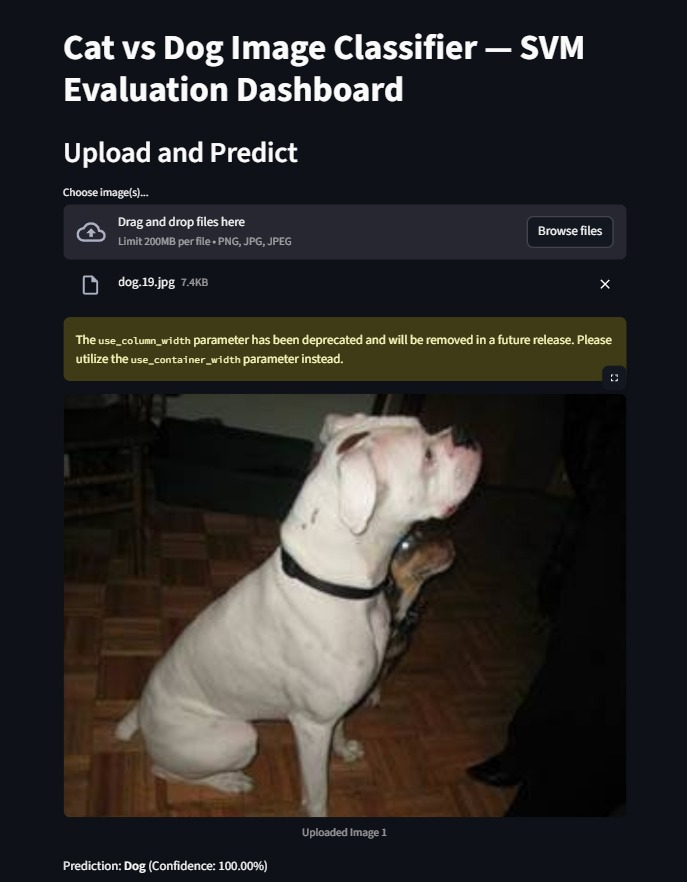 Cat vs Dog Image Classifier — SVM
Evaluation Dashboard
Upload and Predict
Choose image(s)...
Drag and drop files here
Limit 200MB per file • PNG, JPG, JPEG
Browse files
dog.19.jpg 7.4KB
The use_column_width parameter has been deprecated and will be removed in a future release. Please
utilize the use_container_width parameter instead.
Uploaded Image 1
Prediction: Dog (Confidence: 100.00%)